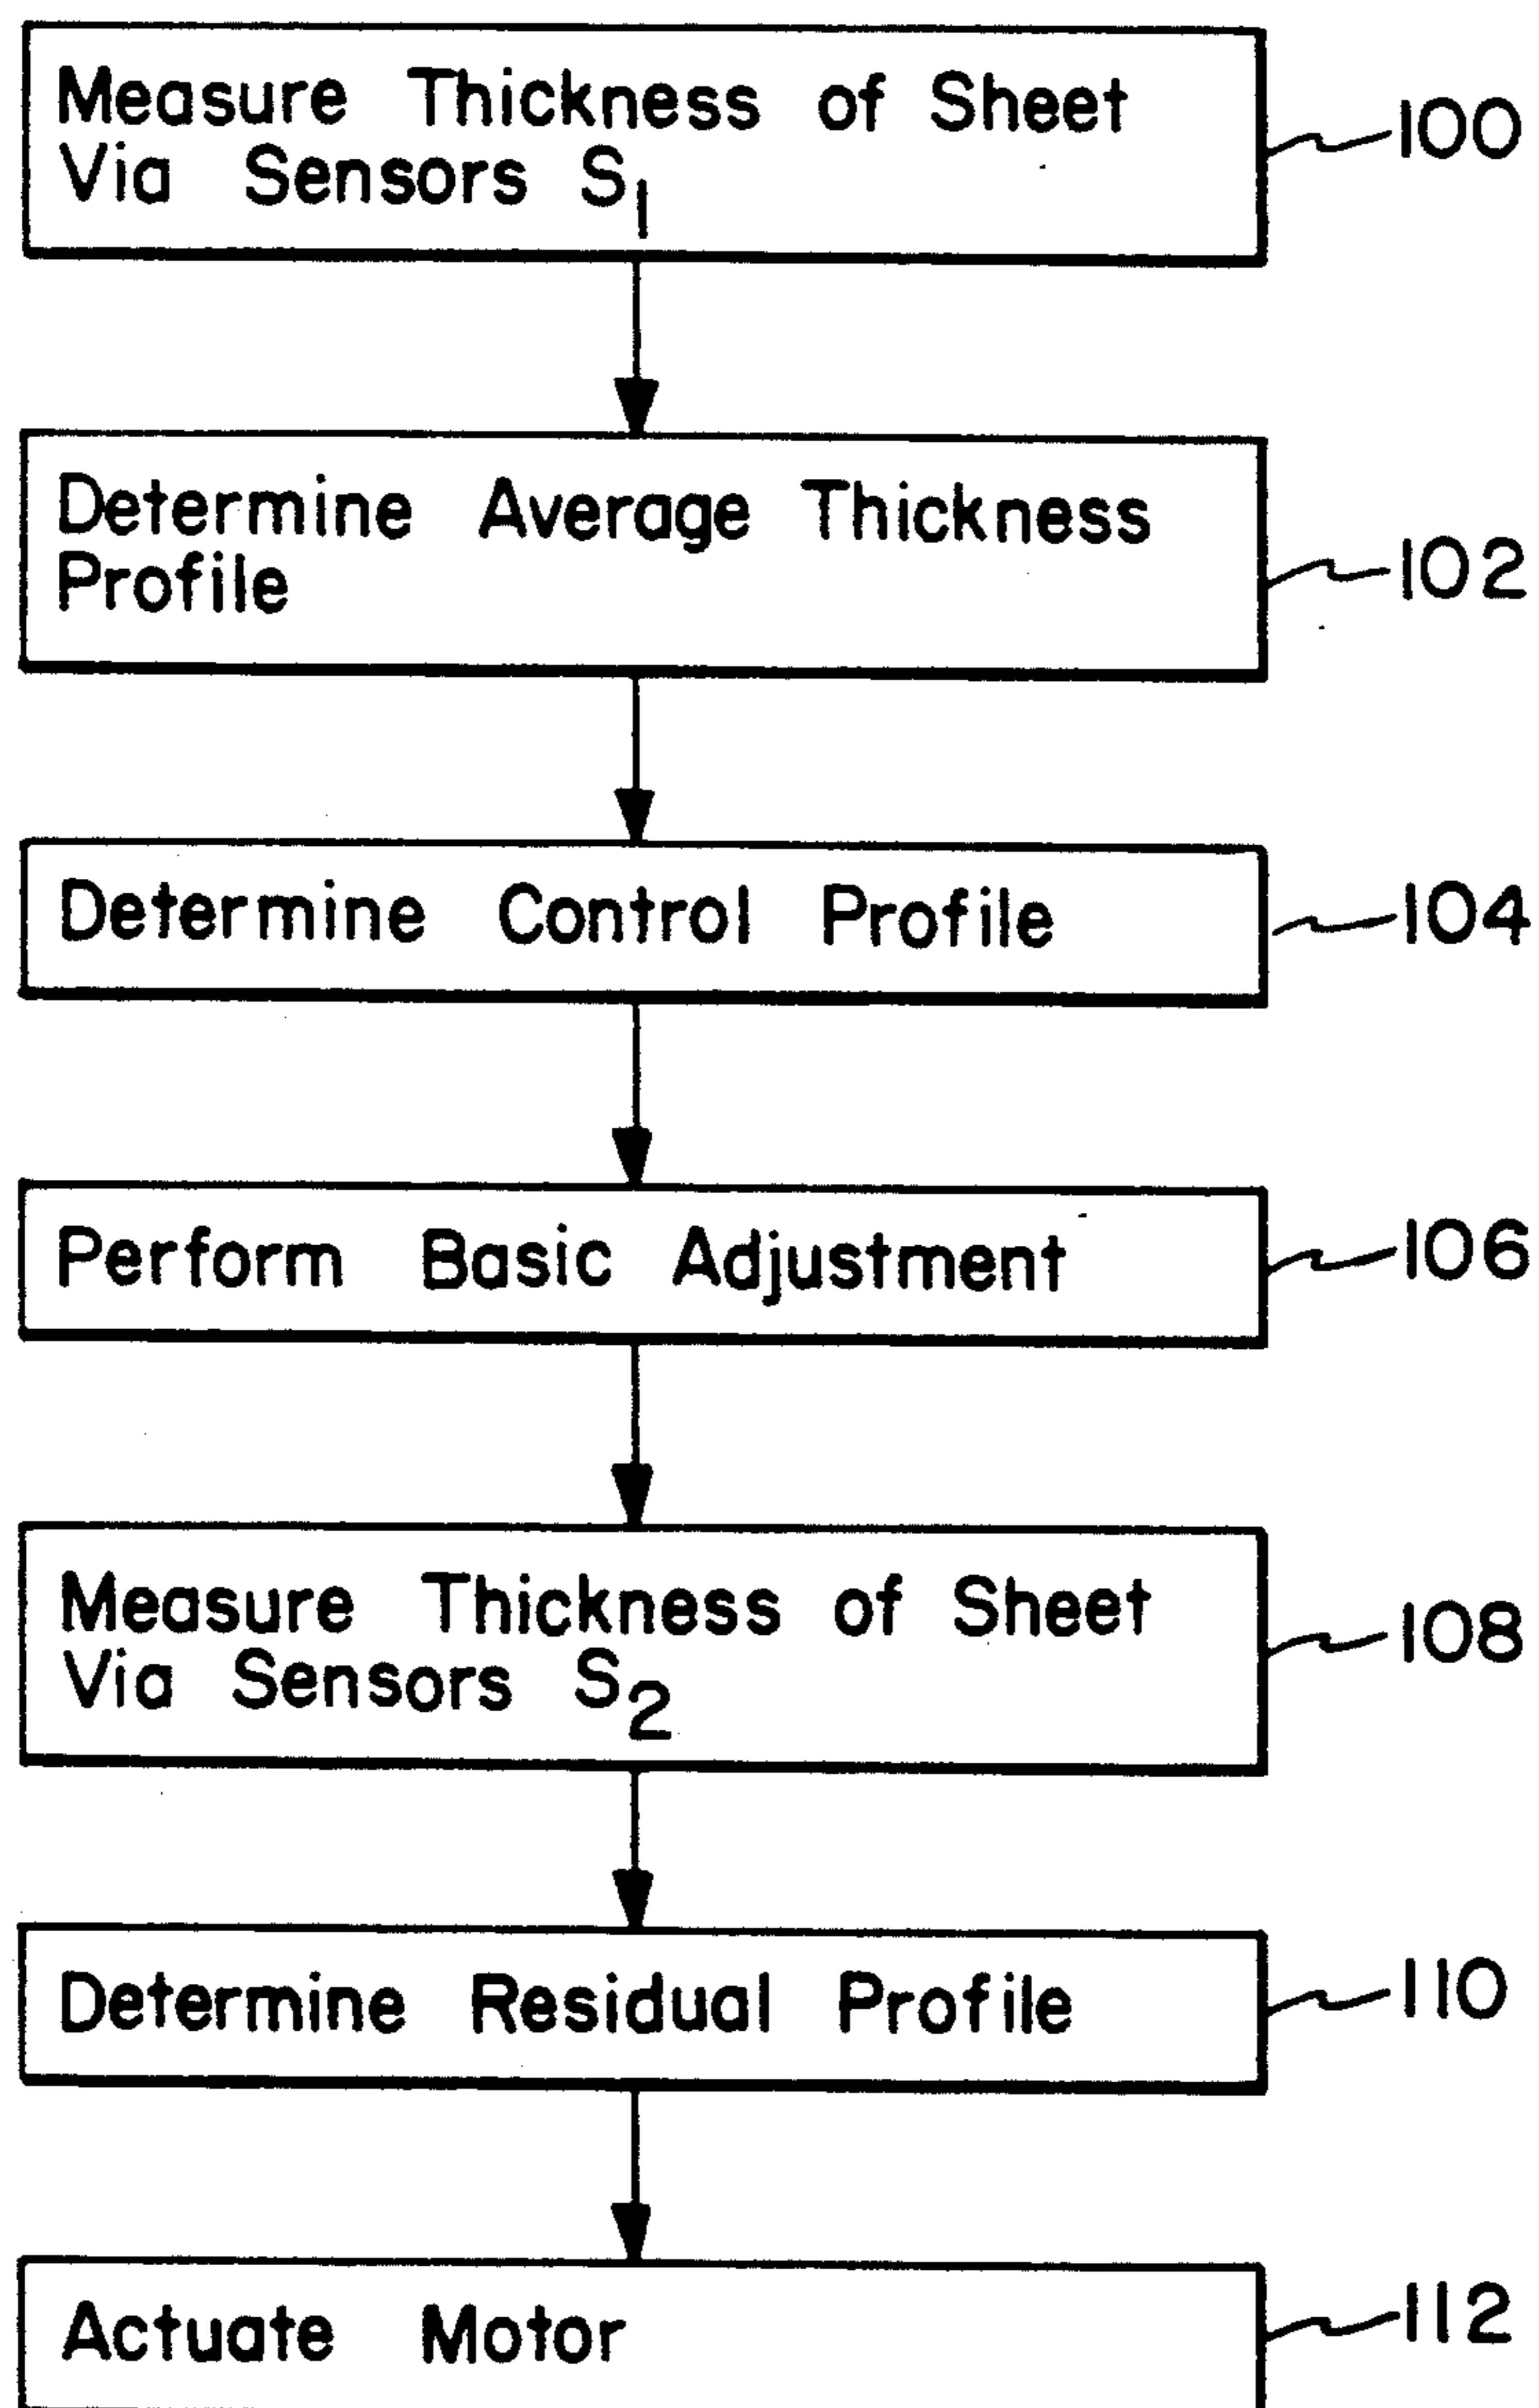 Measure Thickness of Sheet
Via Sensors S₁
100
Determine Average Thickness
Profile
102
Determine Control Profile
104
Perform Basic Adjustment
106
Measure Thickness of Sheet
Via Sensors S₂
108
Determine Residual Profile
110
Actuate Motor
112